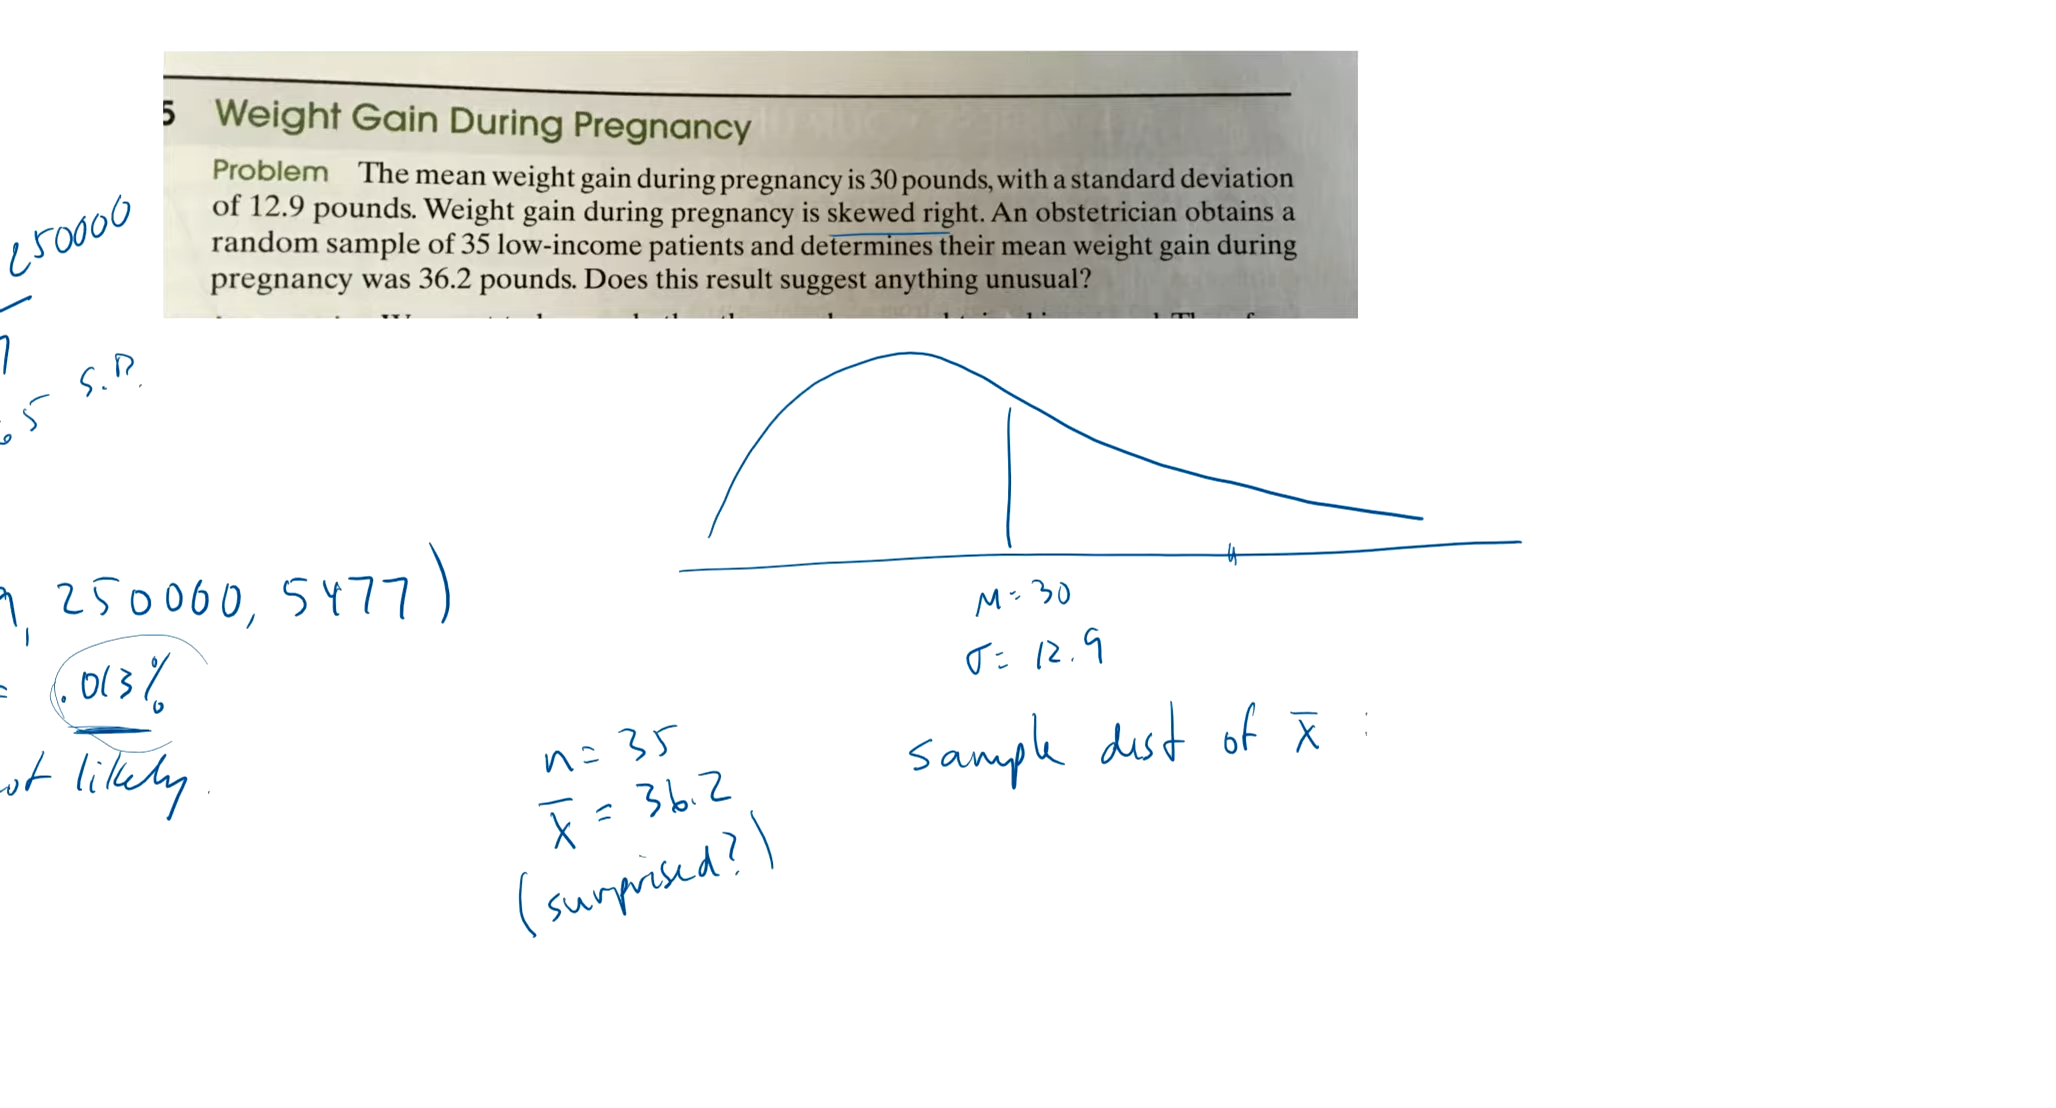 5 Weight Gain During Pregnancy
Problem The mean weight gain during pregnancy is 30 pounds, with a standard deviation
of 12.9 pounds. Weight gain during pregnancy is skewed right. An obstetrician obtains a
random sample of 35 low-income patients and determines their mean weight gain during
pregnancy was 36.2 pounds. Does this result suggest anything unusual?
250000
5 S.D.
, 250000, 5477)
= .013%
ot likely.
M = 30
σ = 12.9
n = 35
x̄ = 36.2
(surprised?)
sample dist of x̄ :